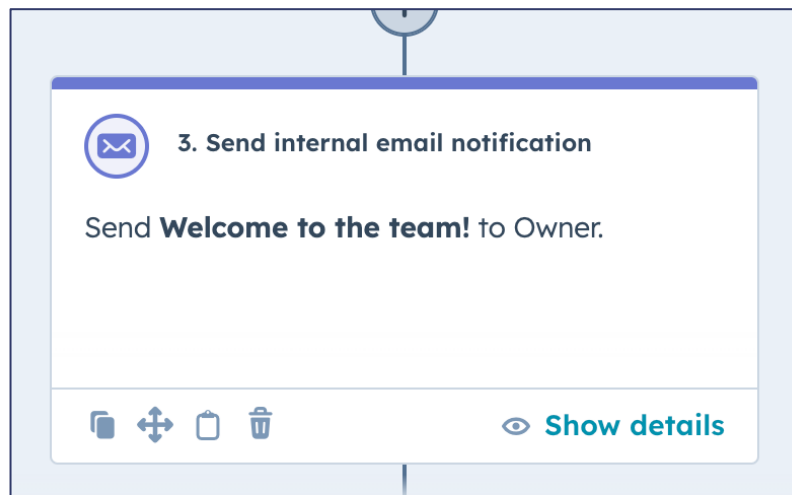 3. Send internal email notification
Send Welcome to the team! to Owner.
Show details